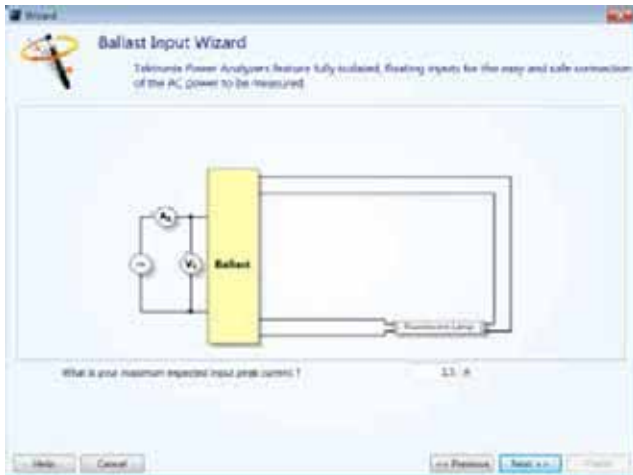 Wizard
Ballast Input Wizard
Tektronix Power Analyzers feature fully isolated, floating inputs for the easy and safe connection
of the AC power to be measured.
A1
V1
Ballast
Fluorescent Lamp
What is your maximum expected input peak current ?
A
Help
Cancel
<< Previous
Next >>
Finish